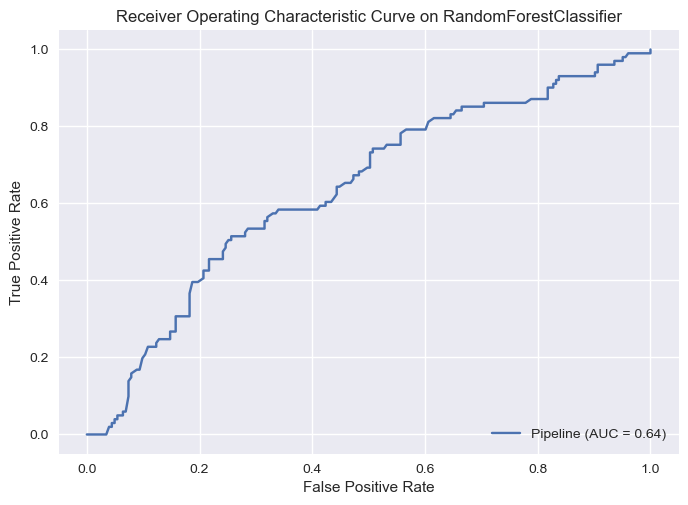 Receiver Operating Characteristic Curve on RandomForestClassifier
1.0
0.8
0.6
0.4
0.2
0.0
True Positive Rate
Pipeline (AUC = 0.64)
0.0 0.2 0.4 0.6 0.8 1.0
False Positive Rate